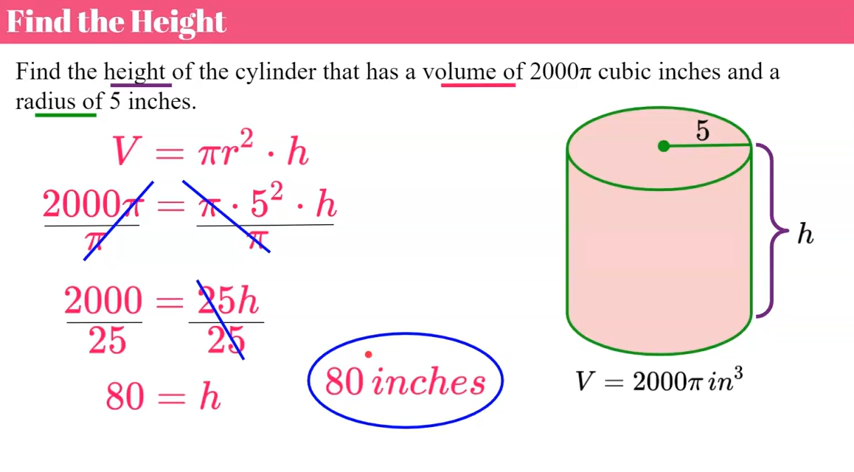 Find the Height
Find the height of the cylinder that has a volume of 2000π cubic inches and a
radius of 5 inches.
V = πr² · h
2000π/π = π · 5² · h/π
2000/25 = 25h/25
80 = h
80 inches
5
h
V = 2000π in³